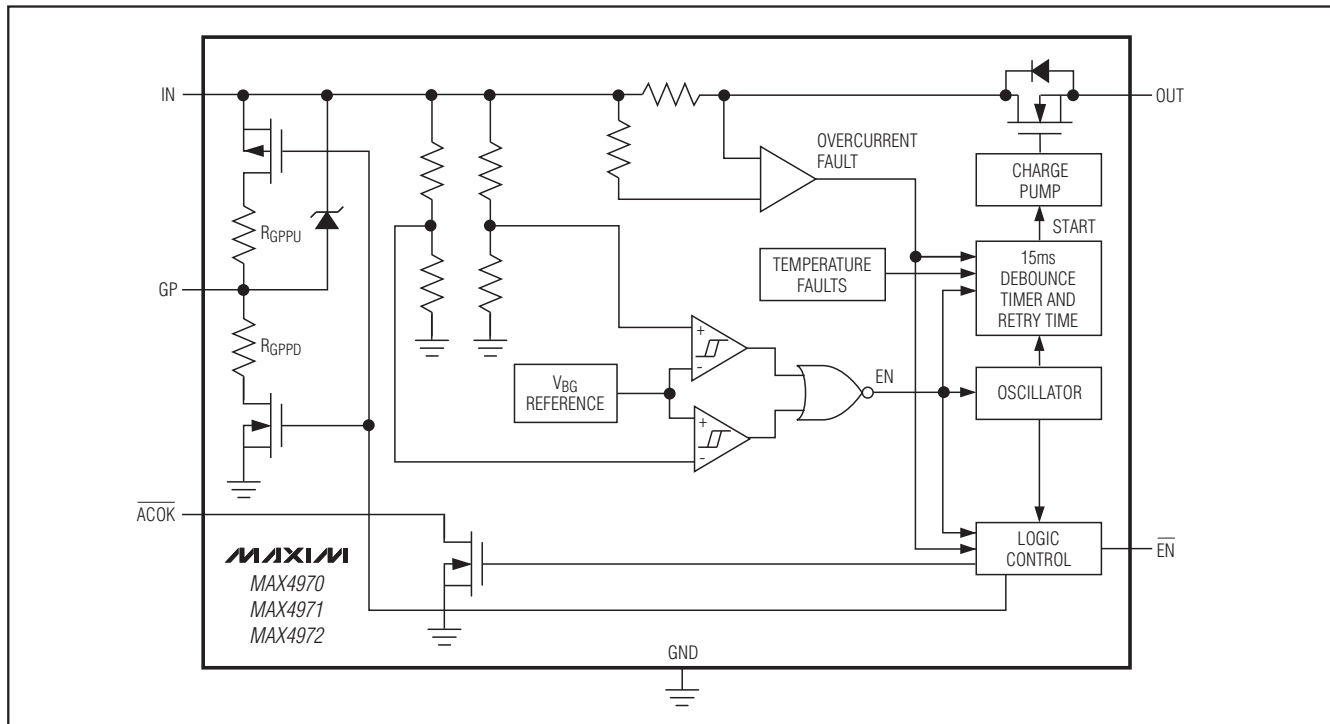 IN
OUT
OVERCURRENT
FAULT
CHARGE
PUMP
START
RGPPU
GP
TEMPERATURE
FAULTS
15ms
DEBOUNCE
TIMER AND
RETRY TIME
RGPPD
VBG
REFERENCE
+
-
+
-
EN
OSCILLATOR
ACOK
LOGIC
CONTROL
EN
MAXIM
MAX4970
MAX4971
MAX4972
GND